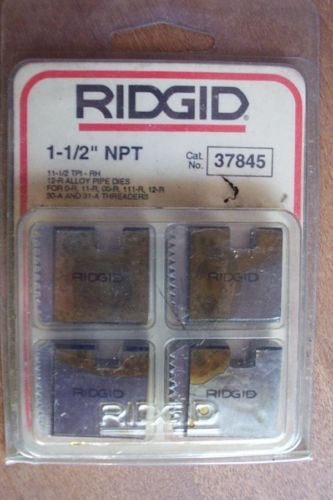 RIDGID
1-1/2" NPT
Cat. No. 37845
11-1/2 TPI - RH
12-R ALLOY PIPE DIES
FOR 0-R, 11-R, 00-R, 111-R, 12-R
30-A AND 31-A THREADERS
RIDGID
RIDGID
RIDGID
RIDGID
RIDGID